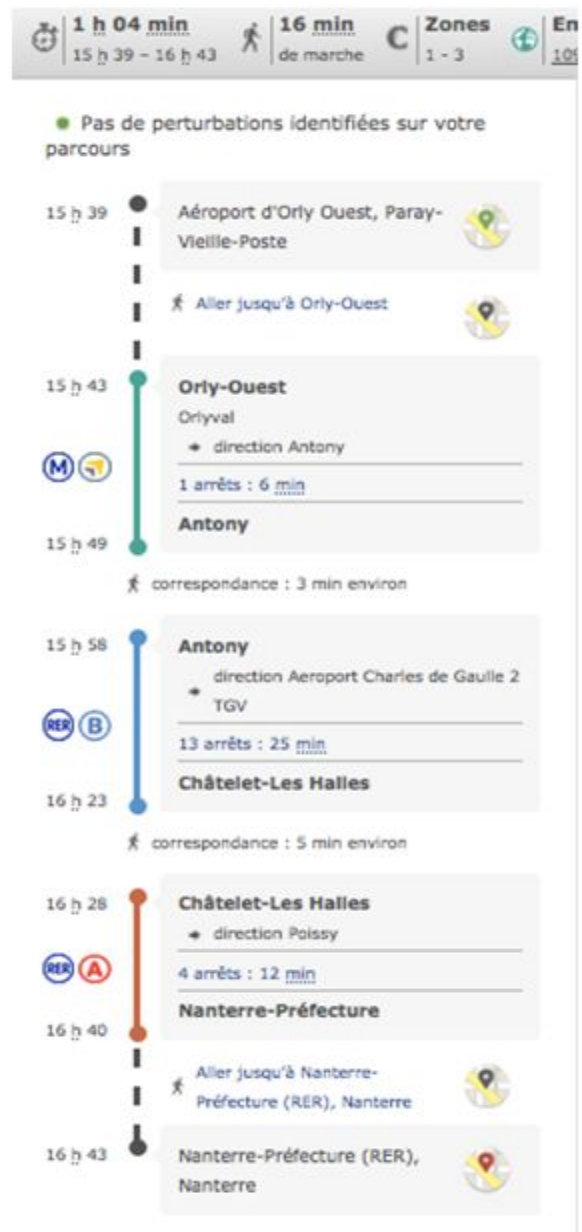 1 h 04 min
15 h 39 – 16 h 43
16 min
de marche
C
Zones
1 - 3
En
109
Pas de perturbations identifiées sur votre
parcours
15 h 39
Aéroport d'Orly Ouest, Paray-
Vieille-Poste
Aller jusqu'à Orly-Ouest
15 h 43
Orly-Ouest
Orlyval
direction Antony
M
1 arrêts : 6 min
Antony
15 h 49
correspondance : 3 min environ
15 h 58
Antony
direction Aeroport Charles de Gaulle 2
TGV
RER B
13 arrêts : 25 min
Châtelet-Les Halles
16 h 23
correspondance : 5 min environ
16 h 28
Châtelet-Les Halles
direction Poissy
RER A
4 arrêts : 12 min
Nanterre-Préfecture
16 h 40
Aller jusqu'à Nanterre-
Préfecture (RER), Nanterre
16 h 43
Nanterre-Préfecture (RER),
Nanterre